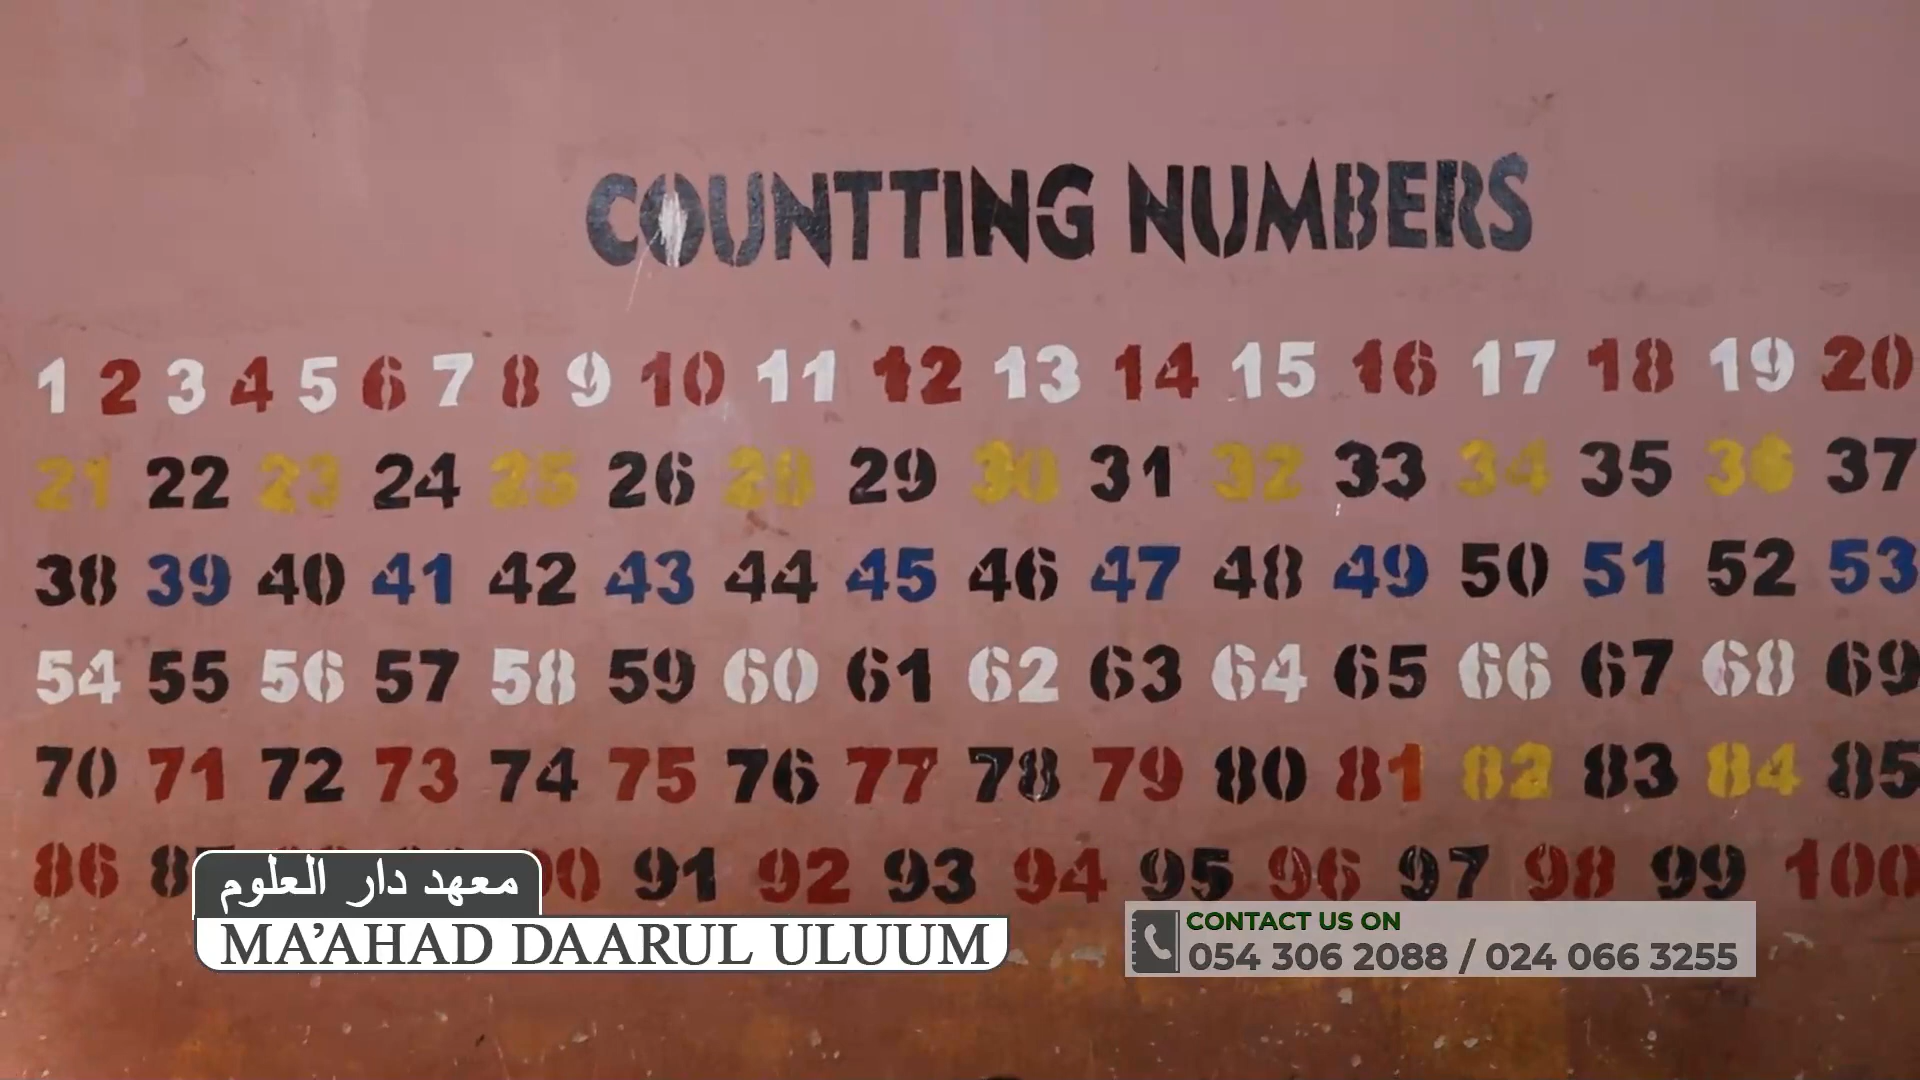 COUNTTING NUMBERS
1 2 3 4 5 6 7 8 9 10 11 12 13 14 15 16 17 18 19 20
21 22 23 24 25 26 28 29 30 31 32 33 34 35 36 37
38 39 40 41 42 43 44 45 46 47 48 49 50 51 52 53
54 55 56 57 58 59 60 61 62 63 64 65 66 67 68 69
70 71 72 73 74 75 76 77 78 79 80 81 82 83 84 85
86 91 92 93 94 95 96 97 98 99 100
معهد دار العلوم
MA’AHAD DAARUL ULUUM
CONTACT US ON
054 306 2088 / 024 066 3255